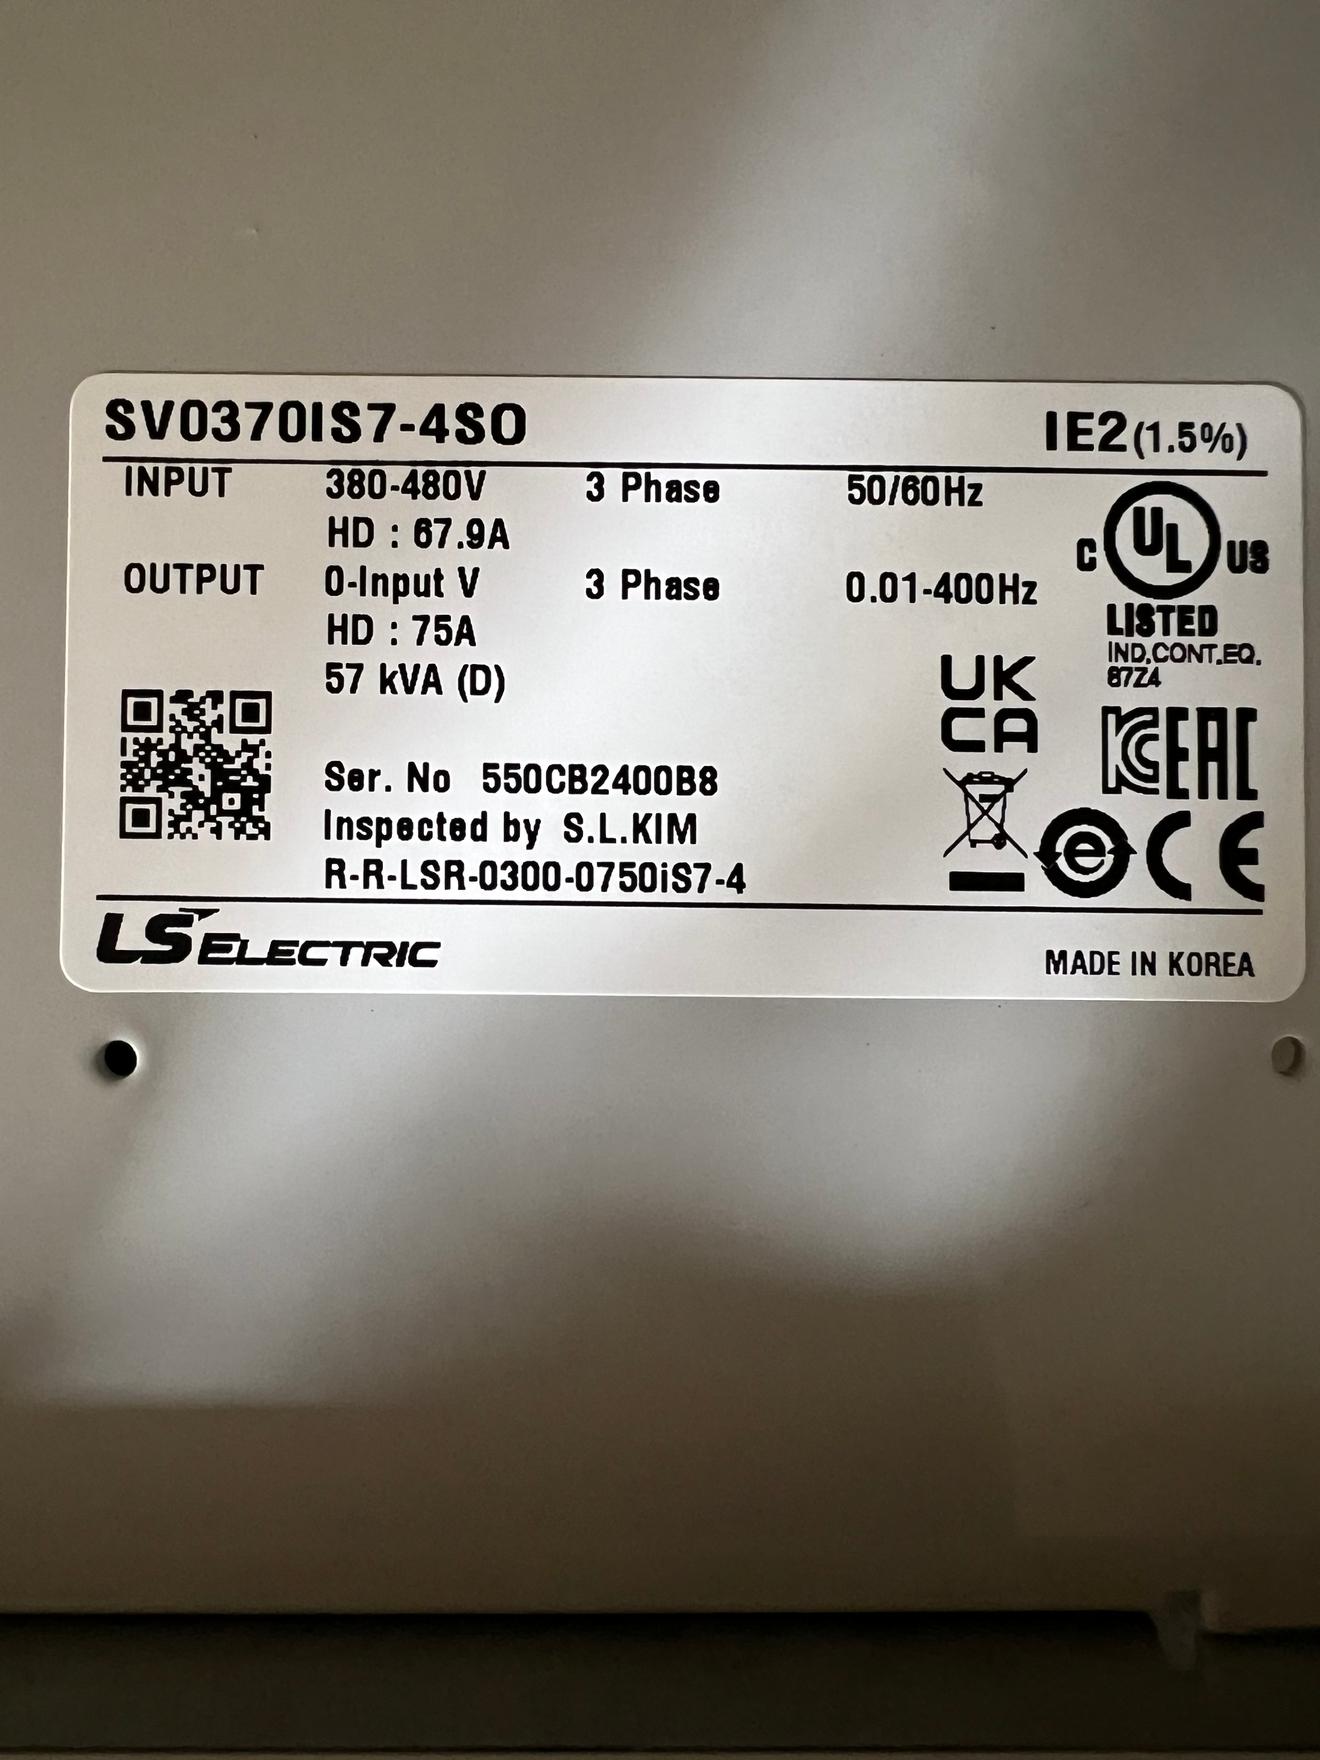 SV0370IS7-4SO IE2(1.5%)
INPUT 380-480V 3 Phase 50/60Hz
HD : 67.9A
OUTPUT 0-Input V 3 Phase 0.01-400Hz
HD : 75A
57 kVA (D)
C UL US
LISTED
IND.CONT.EQ.
87Z4
UK
CA
KC EAC
Ser. No 550CB2400B8
Inspected by S.L.KIM
R-R-LSR-0300-0750iS7-4
e CE
LS ELECTRIC
MADE IN KOREA